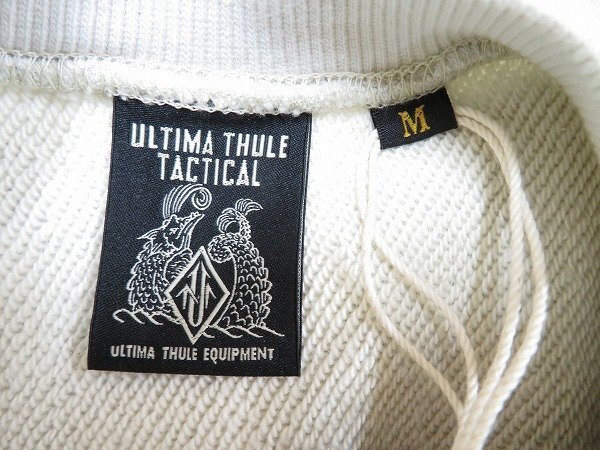 ULTIMA THULE
TACTICAL
ULTIMA THULE EQUIPMENT
M